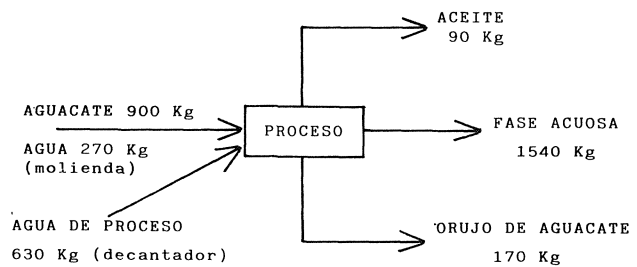 ACEITE
90 Kg
AGUACATE 900 Kg
AGUA 270 Kg
(molienda)
PROCESO
FASE ACUOSA
1540 Kg
AGUA DE PROCESO
630 Kg (decantador)
ORUJO DE AGUACATE
170 Kg